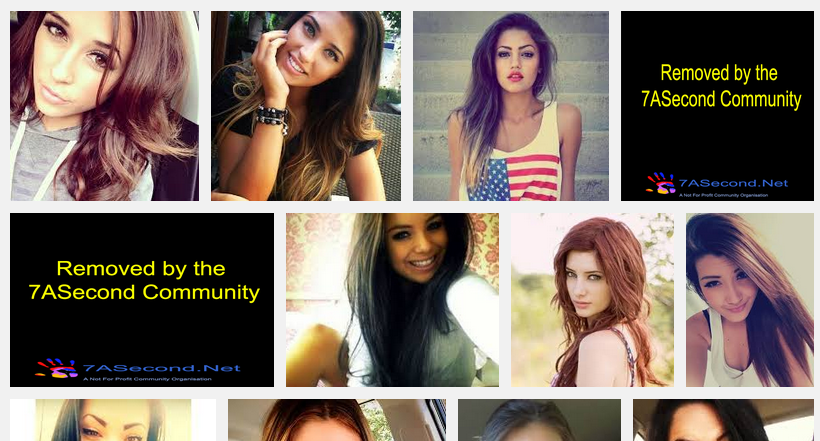 Removed by the
7ASecond Community
7ASecond.Net
A Not For Profit Community Organisation
Removed by the
7ASecond Community
7ASecond.Net
A Not For Profit Community Organisation